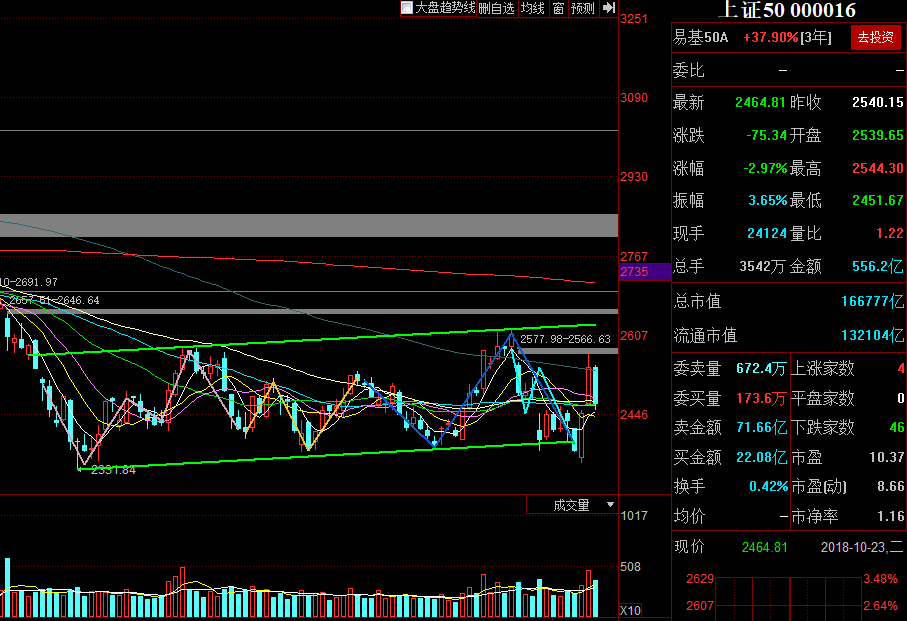 大盘趋势线 删自选 均线 窗 预测
3251
3090
2930
2767
2735
10-2691.97
2657.61-2646.64
2607
2577.98-2566.63
2446
2331.84
成交量
1017
508
X10
上证50 000016
易基50A +37.90%[3年] 去投资
委比 — —
最新 2464.81 昨收 2540.15
涨跌 -75.34 开盘 2539.65
涨幅 -2.97% 最高 2544.30
振幅 3.65% 最低 2451.67
现手 24124 量比 1.22
总手 3542万 金额 556.2亿
总市值 166777亿
流通市值 132104亿
委卖量 672.4万 上涨家数 4
委买量 173.6万 平盘家数 0
卖金额 71.66亿 下跌家数 46
买金额 22.08亿 市盈 10.37
换手 0.42% 市盈(动) 8.66
均价 — 市净率 1.16
现价 2464.81 2018-10-23,二
2629 3.48%
2607 2.64%